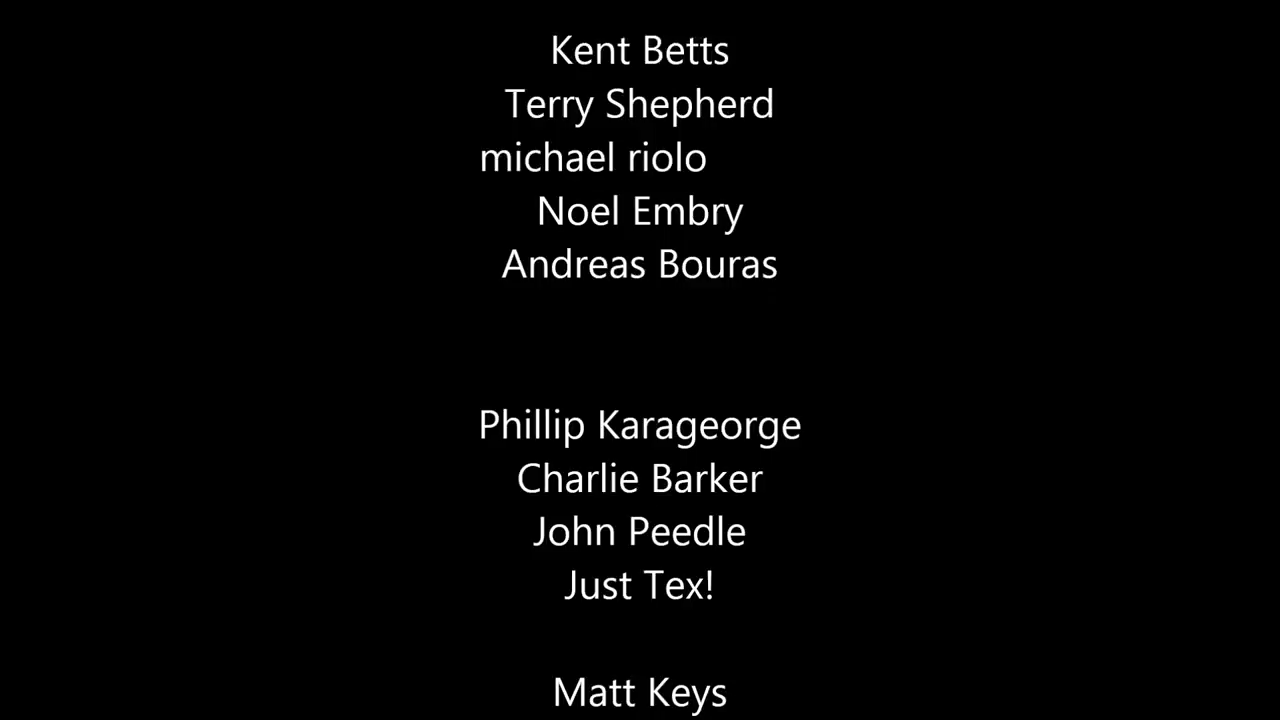 Kent Betts
Terry Shepherd
michael riolo
Noel Embry
Andreas Bouras
Phillip Karageorge
Charlie Barker
John Peedle
Just Tex!
Matt Keys